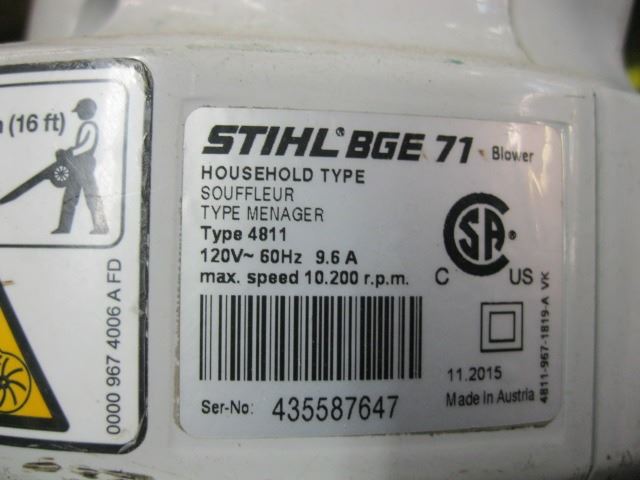 (16 ft)
0000 967 4006 A FD
STIHL® BGE 71 Blower
HOUSEHOLD TYPE
SOUFFLEUR
TYPE MENAGER
Type 4811
120V~ 60Hz 9.6 A
max. speed 10.200 r.p.m.
CSA
C US
Ser-No: 435587647
11.2015
Made In Austria
4811-967-1819-A VK